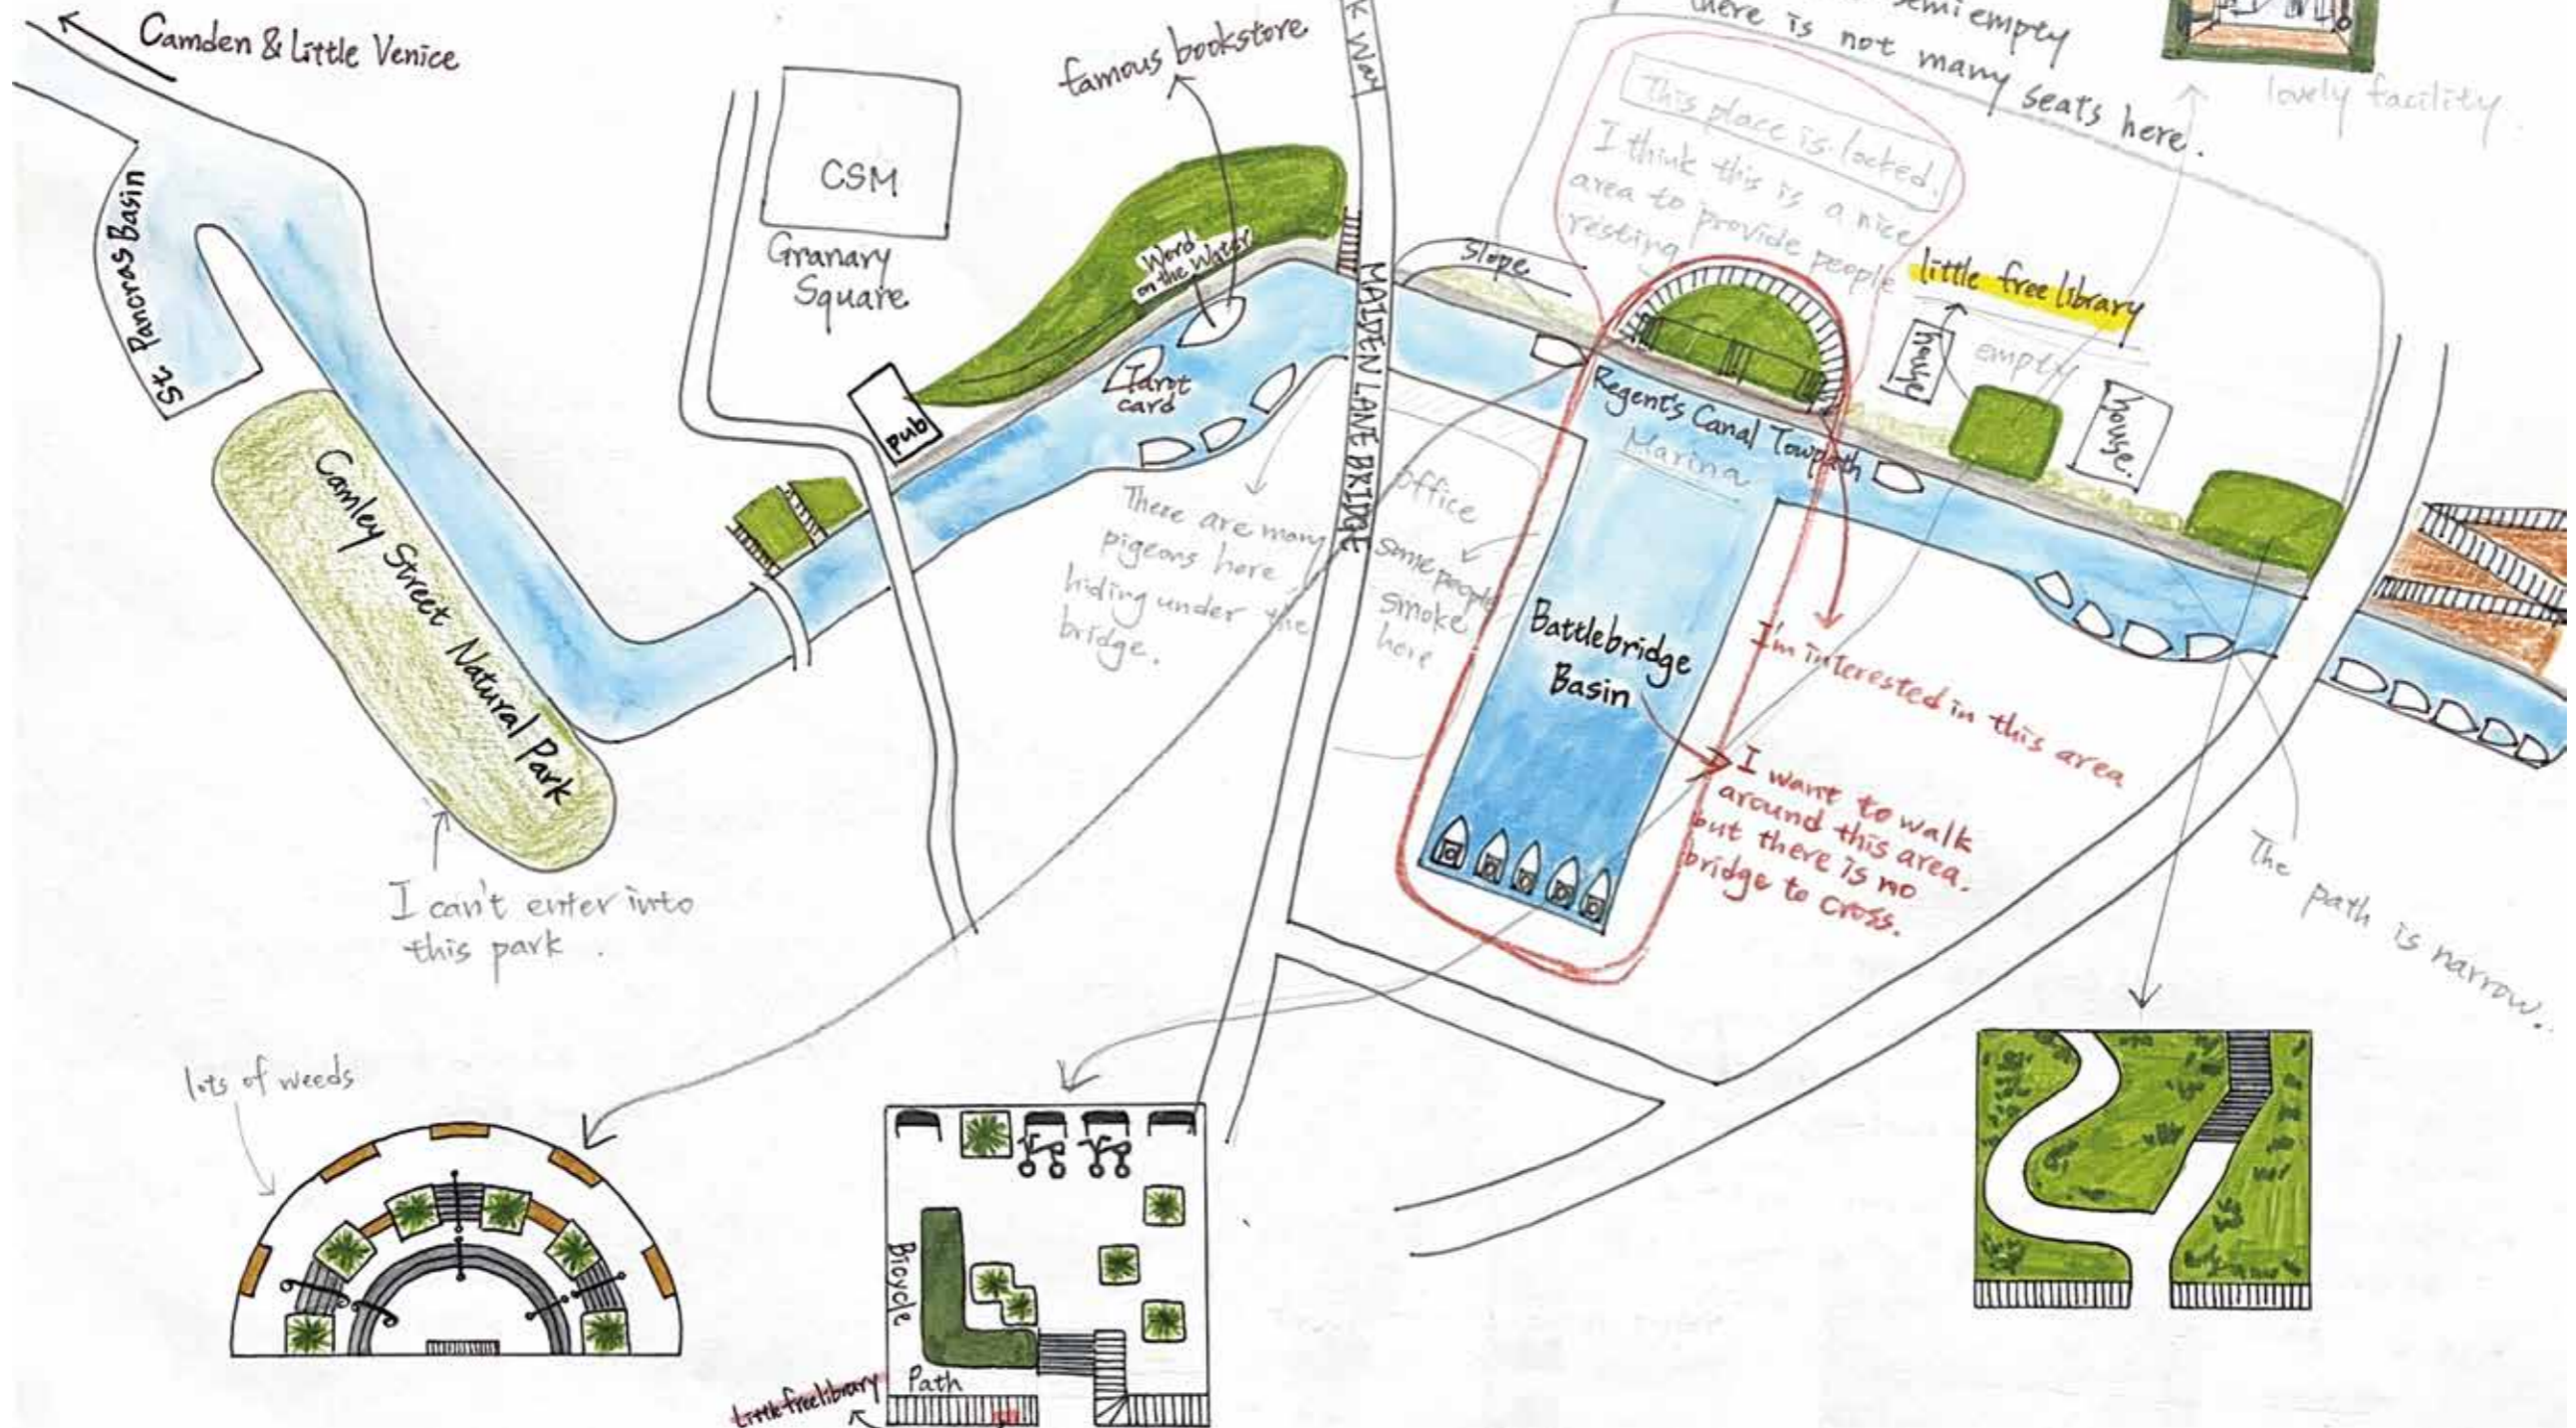 Camden & Little Venice
St. Pancras Basin
Camley Street Natural Park
I can't enter into
this park.
CSM
Granary
Square
pub
famous bookstore
Word
on the Water
Tarot
card
There are many
pigeons here
hiding under the
bridge.
Way
MAIDEN LANE BRIDGE
semi empty
there is not many seats here.
lovely facility
This place is locked.
I think this is a nice
area to provide people
resting
Slope
little free library
house
empty
house.
Regent's Canal Towpath
Marina
office
Some people
smoke
here
Battlebridge
Basin
I'm interested in this area
I want to walk
around this area.
but there is no
bridge to cross.
The path is narrow.
lots of weeds
Bicycle
Path
Little free library